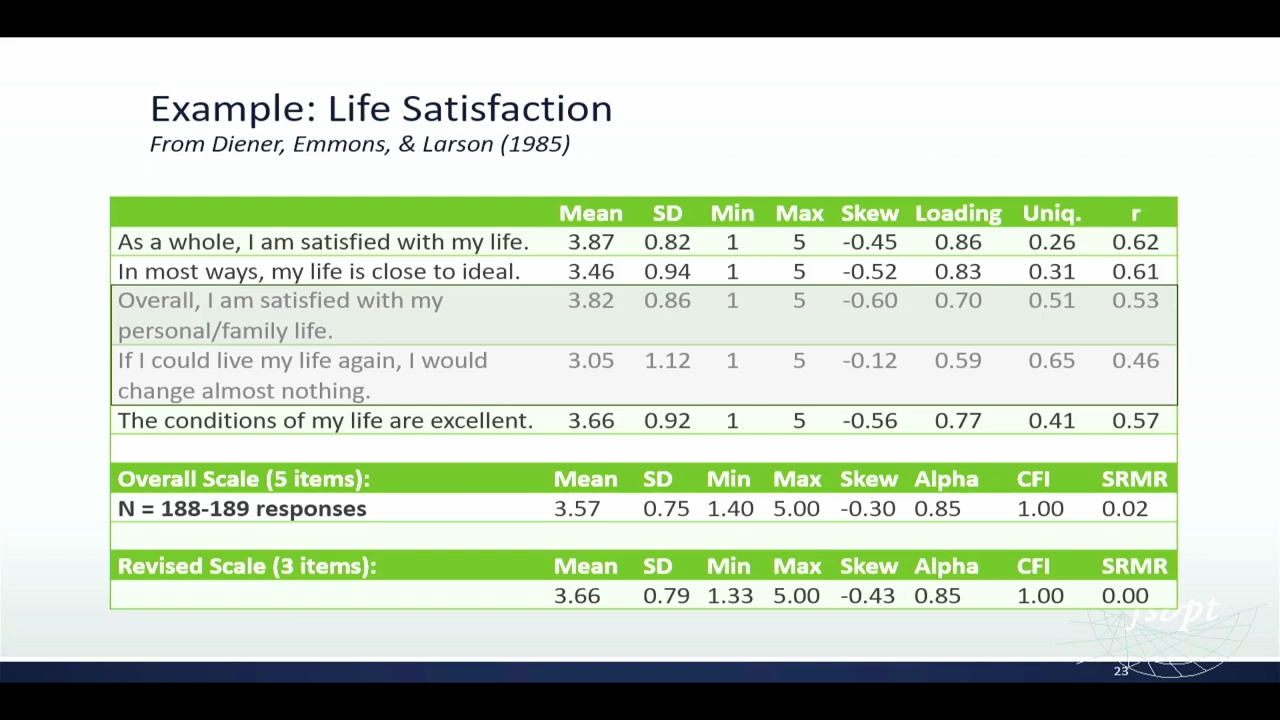 Example: Life Satisfaction
From Diener, Emmons, & Larson (1985)
Mean SD Min Max Skew Loading Uniq. r
As a whole, I am satisfied with my life. 3.87 0.82 1 5 -0.45 0.86 0.26 0.62
In most ways, my life is close to ideal. 3.46 0.94 1 5 -0.52 0.83 0.31 0.61
Overall, I am satisfied with my 3.82 0.86 1 5 -0.60 0.70 0.51 0.53
personal/family life.
If I could live my life again, I would 3.05 1.12 1 5 -0.12 0.59 0.65 0.46
change almost nothing.
The conditions of my life are excellent. 3.66 0.92 1 5 -0.56 0.77 0.41 0.57
Overall Scale (5 items): Mean SD Min Max Skew Alpha CFI SRMR
N = 188-189 responses 3.57 0.75 1.40 5.00 -0.30 0.85 1.00 0.02
Revised Scale (3 items): Mean SD Min Max Skew Alpha CFI SRMR
3.66 0.79 1.33 5.00 -0.43 0.85 1.00 0.00
fsbpt
23